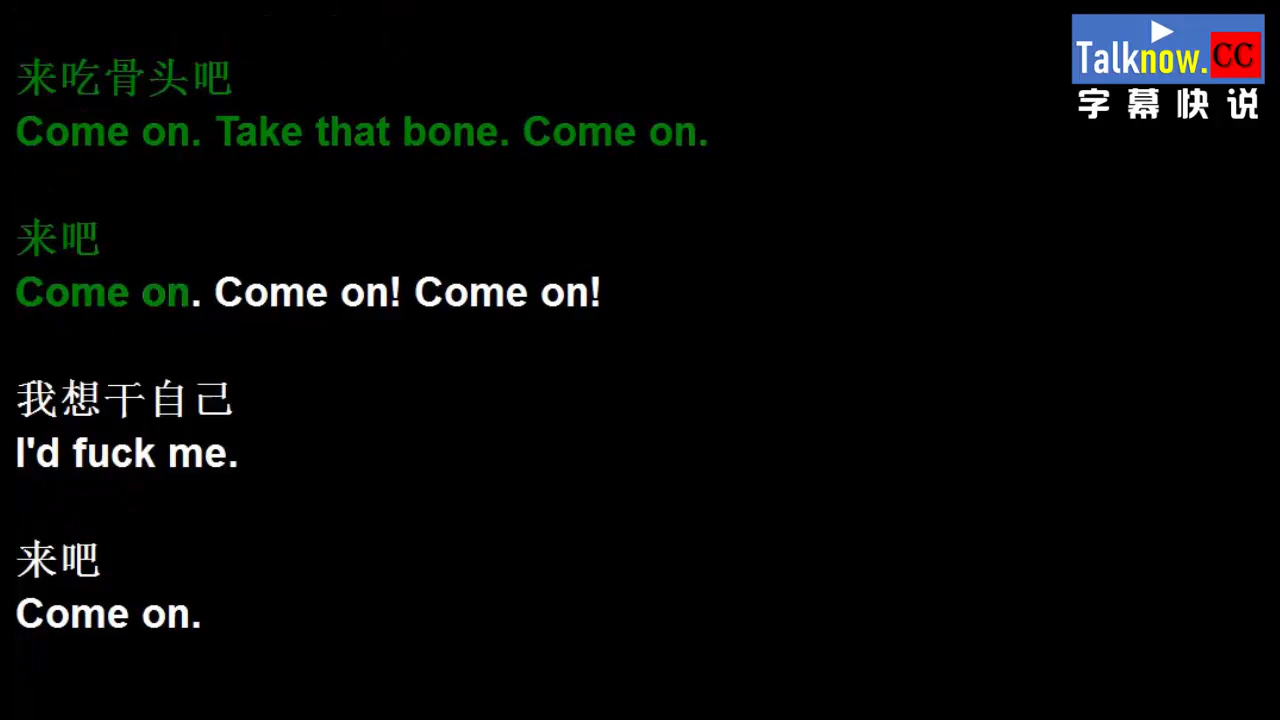 Talknow.CC
字幕快说
来吃骨头吧
Come on. Take that bone. Come on.
来吧
Come on. Come on! Come on!
我想干自己
I'd fuck me.
来吧
Come on.